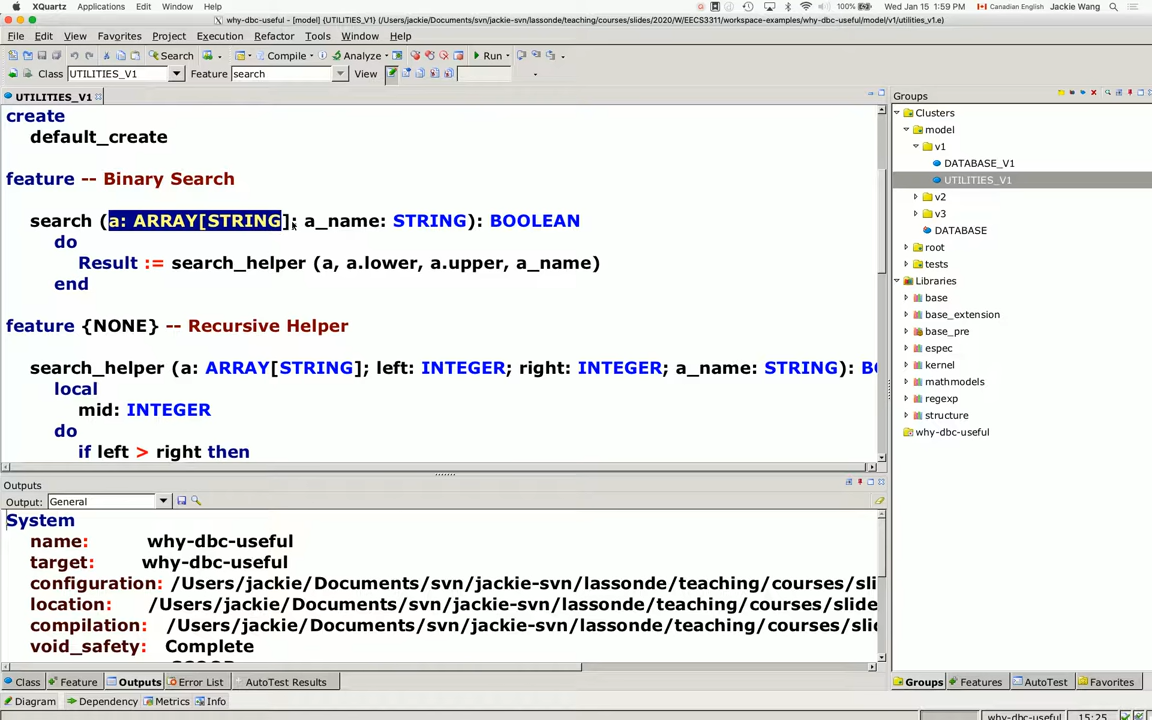 XQuartz Applications Edit Window Help 100% Wed Jan 15 1:59 PM Canadian English Jackie Wang
why-dbc-useful - [model] {UTILITIES_V1} (/Users/jackie/Documents/svn/jackie-svn/lassonde/teaching/courses/slides/2020/W/EECS3311/workspace-examples/why-dbc-useful/model/v1/utilities_v1.e)
File Edit View Favorites Project Execution Refactor Tools Window Help
Search Compile Analyze Run
Class UTILITIES_V1 Feature search View
UTILITIES_V1
create
default_create
feature -- Binary Search
search (a: ARRAY[STRING]; a_name: STRING): BOOLEAN
do
Result := search_helper (a, a.lower, a.upper, a_name)
end
feature {NONE} -- Recursive Helper
search_helper (a: ARRAY[STRING]; left: INTEGER; right: INTEGER; a_name: STRING): BO
local
mid: INTEGER
do
if left > right then
Groups
Clusters
model
v1
DATABASE_V1
UTILITIES_V1
v2
v3
DATABASE
root
tests
Libraries
base
base_extension
base_pre
espec
kernel
mathmodels
regexp
structure
why-dbc-useful
Outputs
Output: General
System
name: why-dbc-useful
target: why-dbc-useful
configuration: /Users/jackie/Documents/svn/jackie-svn/lassonde/teaching/courses/sli
location: /Users/jackie/Documents/svn/jackie-svn/lassonde/teaching/courses/slide
compilation: /Users/jackie/Documents/svn/jackie-svn/lassonde/teaching/courses/slid
void_safety: Complete
Class Feature Outputs Error List AutoTest Results
Groups Features AutoTest Favorites
Diagram Dependency Metrics Info
why-dbc-useful 15:25